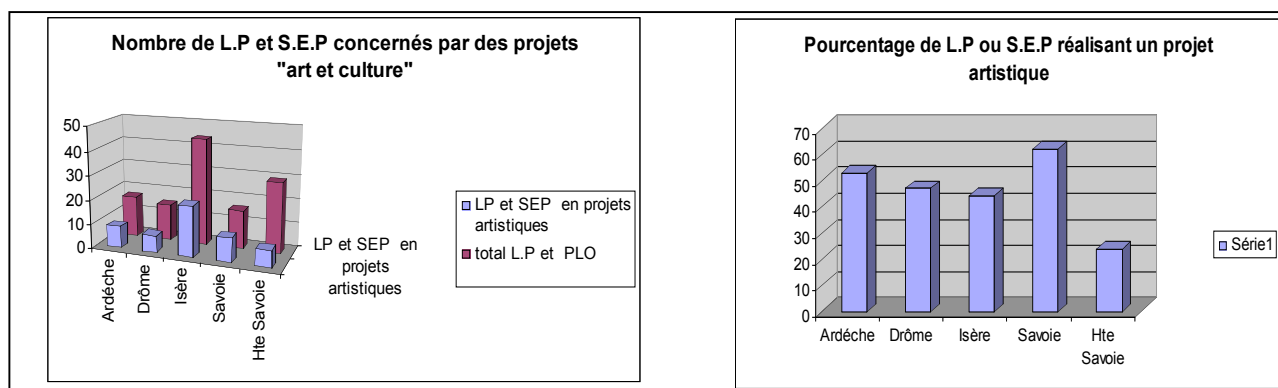 Nombre de L.P et S.E.P concernés par des projets
"art et culture"
50
40
30
20
10
0
Ardéche
Drôme
Isère
Savoie
Hte Savoie
LP et SEP en
projets
artistiques
LP et SEP en projets
artistiques
total L.P et PLO
Pourcentage de L.P ou S.E.P réalisant un projet
artistique
70
60
50
40
30
20
10
0
Ardéche
Drôme
Isère
Savoie
Hte
Savoie
Série1